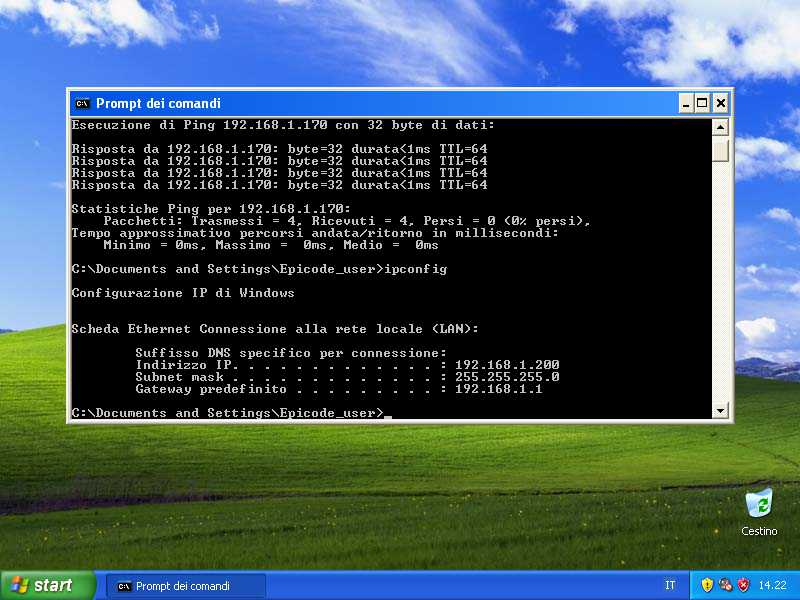 Prompt dei comandi
Esecuzione di Ping 192.168.1.170 con 32 byte di dati:
Risposta da 192.168.1.170: byte=32 durata<1ms TTL=64
Risposta da 192.168.1.170: byte=32 durata<1ms TTL=64
Risposta da 192.168.1.170: byte=32 durata<1ms TTL=64
Risposta da 192.168.1.170: byte=32 durata<1ms TTL=64
Statistiche Ping per 192.168.1.170:
Pacchetti: Trasmessi = 4, Ricevuti = 4, Persi = 0 (0% persi),
Tempo approssimativo percorsi andata/ritorno in millisecondi:
Minimo = 0ms, Massimo =  0ms, Medio =  0ms
C:\Documents and Settings\Epicode_user>ipconfig
Configurazione IP di Windows
Scheda Ethernet Connessione alla rete locale (LAN):
Suffisso DNS specifico per connessione:
Indirizzo IP. . . . . . . . . . . . . : 192.168.1.200
Subnet mask . . . . . . . . . . . . . : 255.255.255.0
Gateway predefinito . . . . . . . . . : 192.168.1.1
C:\Documents and Settings\Epicode_user>_
Cestino
start
Prompt dei comandi
IT
14.22